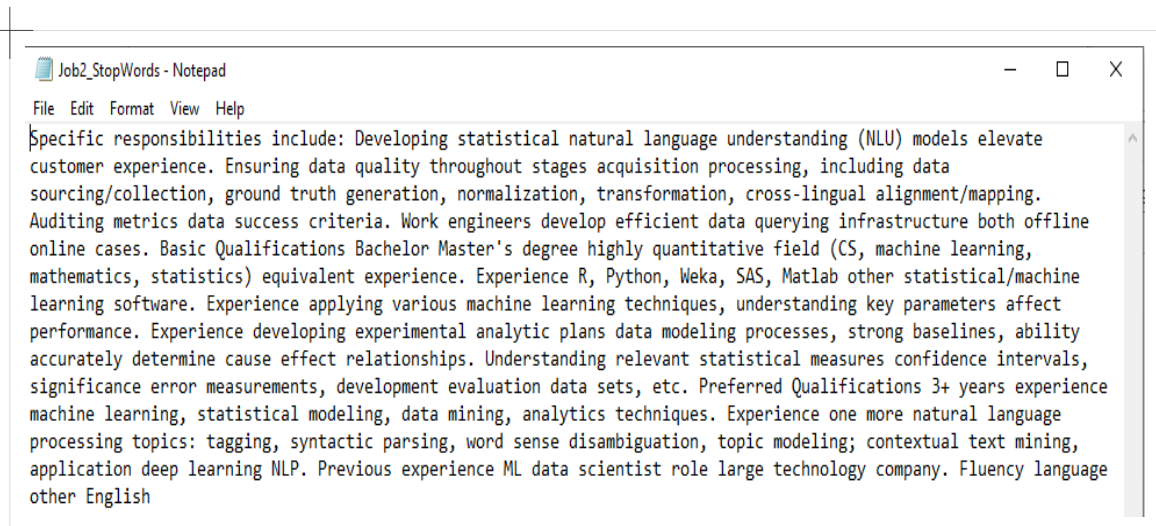 Job2_StopWords - Notepad
File Edit Format View Help
Specific responsibilities include: Developing statistical natural language understanding (NLU) models elevate
customer experience. Ensuring data quality throughout stages acquisition processing, including data
sourcing/collection, ground truth generation, normalization, transformation, cross-lingual alignment/mapping.
Auditing metrics data success criteria. Work engineers develop efficient data querying infrastructure both offline
online cases. Basic Qualifications Bachelor Master's degree highly quantitative field (CS, machine learning,
mathematics, statistics) equivalent experience. Experience R, Python, Weka, SAS, Matlab other statistical/machine
learning software. Experience applying various machine learning techniques, understanding key parameters affect
performance. Experience developing experimental analytic plans data modeling processes, strong baselines, ability
accurately determine cause effect relationships. Understanding relevant statistical measures confidence intervals,
significance error measurements, development evaluation data sets, etc. Preferred Qualifications 3+ years experience
machine learning, statistical modeling, data mining, analytics techniques. Experience one more natural language
processing topics: tagging, syntactic parsing, word sense disambiguation, topic modeling; contextual text mining,
application deep learning NLP. Previous experience ML data scientist role large technology company. Fluency language
other English